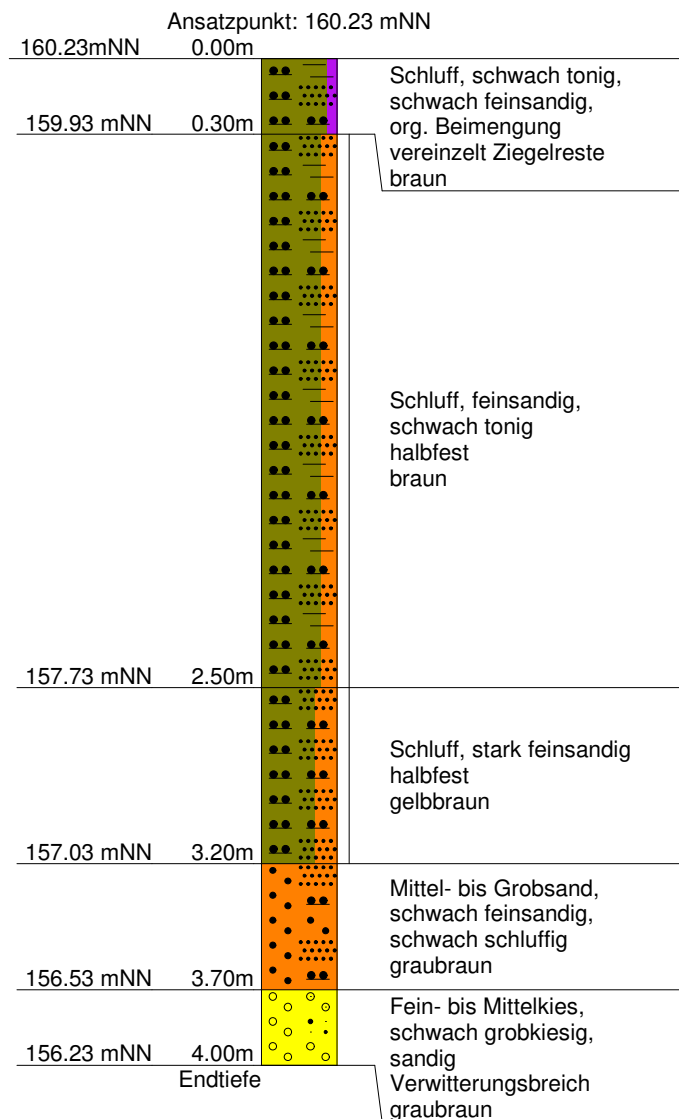 Ansatzpunkt: 160.23 mNN
160.23mNN 0.00m
Schluff, schwach tonig,
schwach feinsandig,
org. Beimengung
vereinzelt Ziegelreste
braun
159.93 mNN 0.30m
Schluff, feinsandig,
schwach tonig
halbfest
braun
157.73 mNN 2.50m
Schluff, stark feinsandig
halbfest
gelbbraun
157.03 mNN 3.20m
Mittel- bis Grobsand,
schwach feinsandig,
schwach schluffig
graubraun
156.53 mNN 3.70m
Fein- bis Mittelkies,
schwach grobkiesig,
sandig
Verwitterungsbreich
graubraun
156.23 mNN 4.00m
Endtiefe